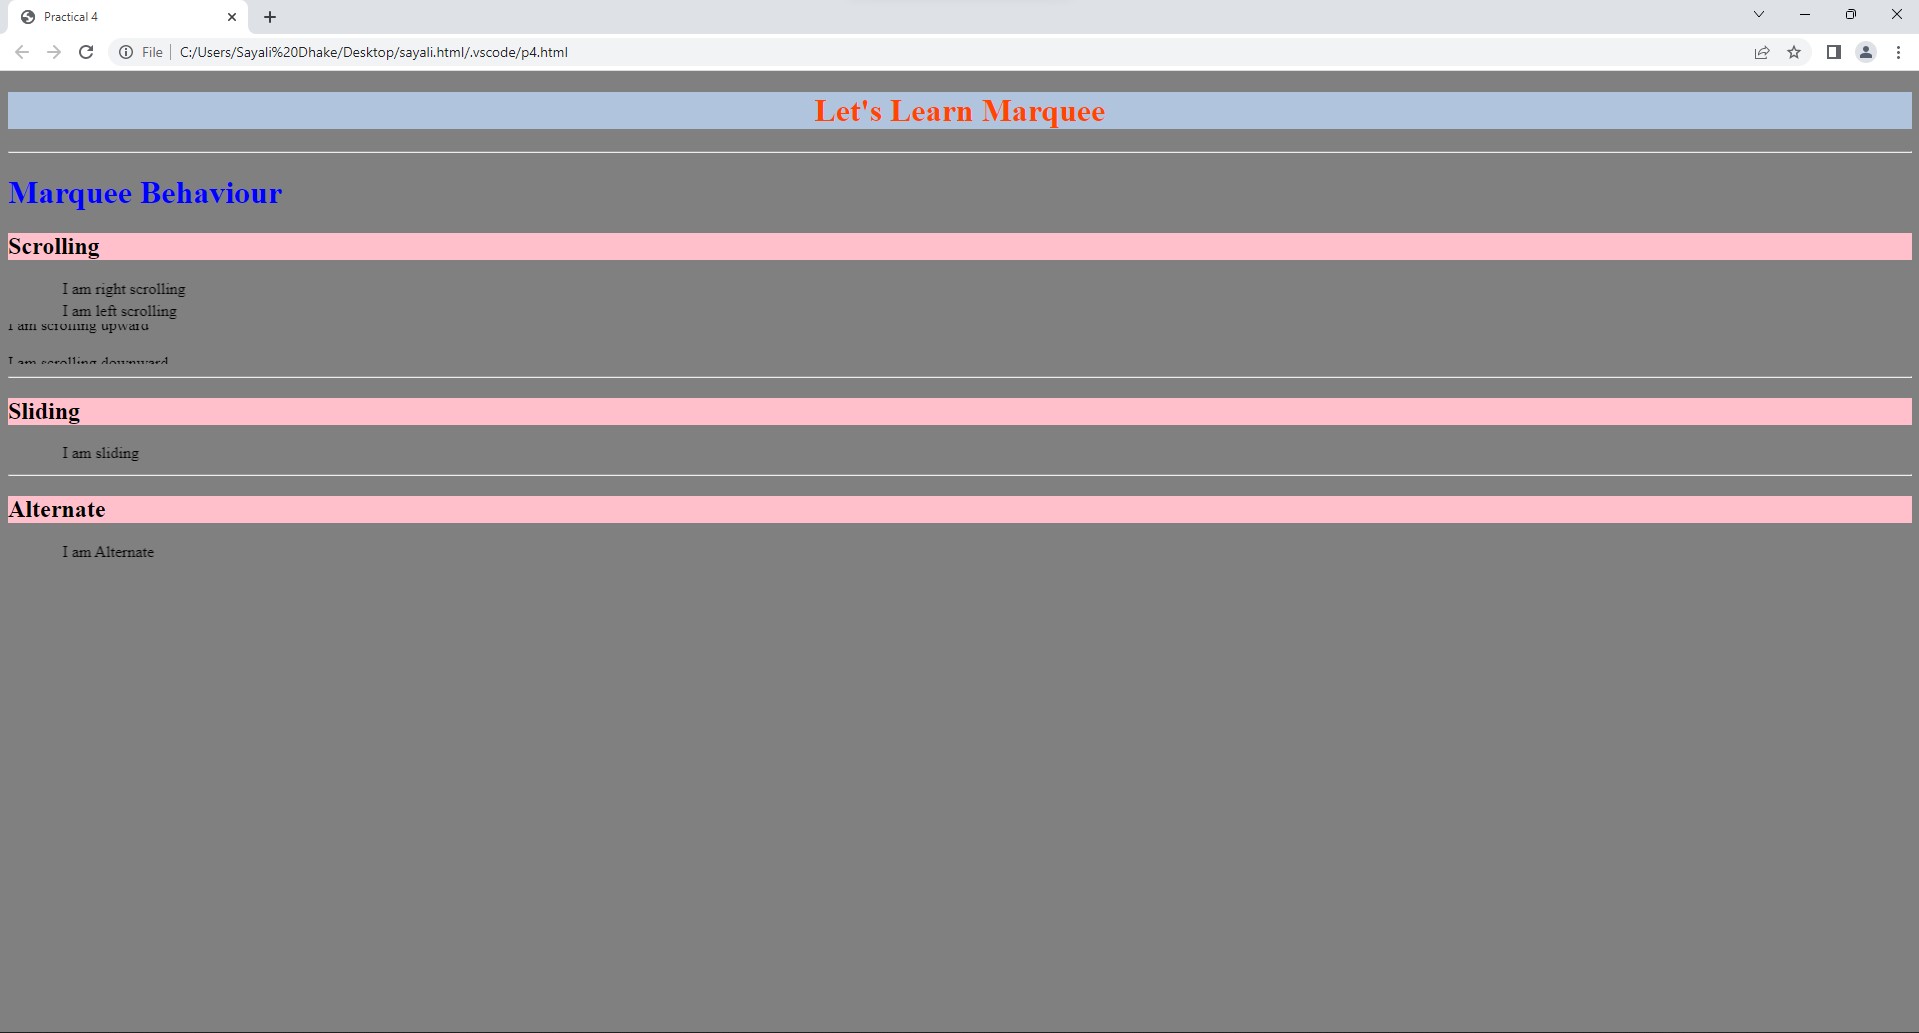 Practical 4
File C:/Users/Sayali%20Dhake/Desktop/sayali.html/.vscode/p4.html
Let's Learn Marquee
Marquee Behaviour
Scrolling
I am right scrolling
I am left scrolling
I am scrolling upward
I am scrolling downward
Sliding
I am sliding
Alternate
I am Alternate